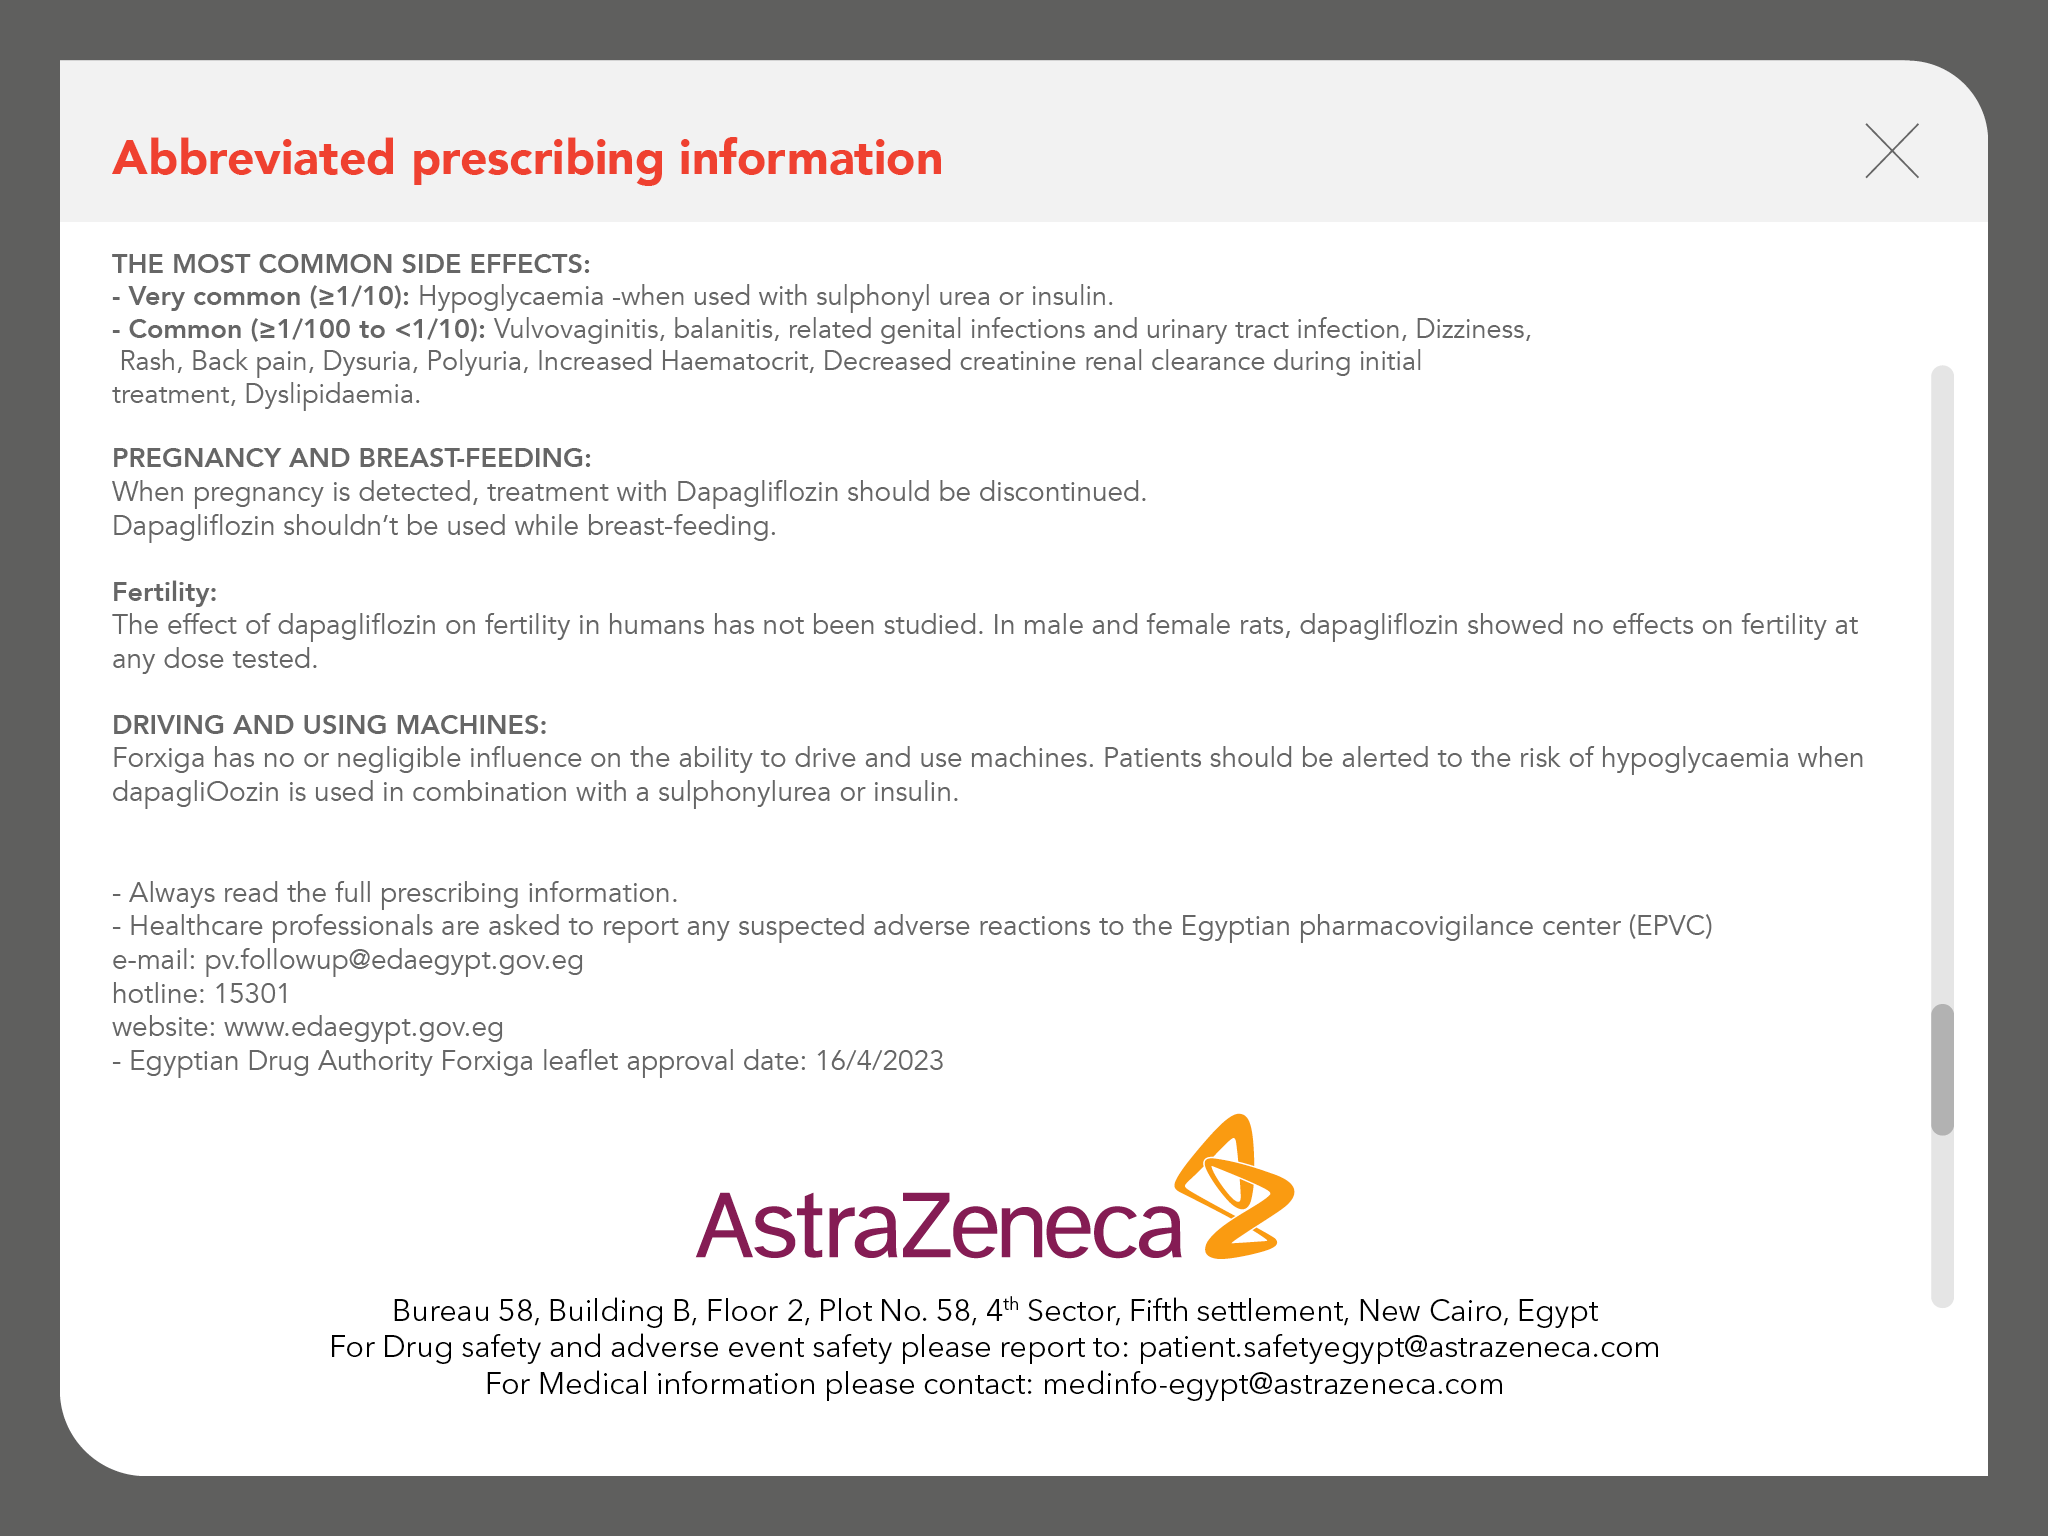 Abbreviated prescribing information
THE MOST COMMON SIDE EFFECTS:
- Very common (≥1/10): Hypoglycaemia -when used with sulphonyl urea or insulin.
- Common (≥1/100 to <1/10): Vulvovaginitis, balanitis, related genital infections and urinary tract infection, Dizziness,
Rash, Back pain, Dysuria, Polyuria, Increased Haematocrit, Decreased creatinine renal clearance during initial
treatment, Dyslipidaemia.
PREGNANCY AND BREAST-FEEDING:
When pregnancy is detected, treatment with Dapagliflozin should be discontinued.
Dapagliflozin shouldn’t be used while breast-feeding.
Fertility:
The effect of dapagliflozin on fertility in humans has not been studied. In male and female rats, dapagliflozin showed no effects on fertility at
any dose tested.
DRIVING AND USING MACHINES:
Forxiga has no or negligible influence on the ability to drive and use machines. Patients should be alerted to the risk of hypoglycaemia when
dapagliOozin is used in combination with a sulphonylurea or insulin.
- Always read the full prescribing information.
- Healthcare professionals are asked to report any suspected adverse reactions to the Egyptian pharmacovigilance center (EPVC)
e-mail: pv.followup@edaegypt.gov.eg
hotline: 15301
website: www.edaegypt.gov.eg
- Egyptian Drug Authority Forxiga leaflet approval date: 16/4/2023
AstraZeneca
Bureau 58, Building B, Floor 2, Plot No. 58, 4th Sector, Fifth settlement, New Cairo, Egypt
For Drug safety and adverse event safety please report to: patient.safetyegypt@astrazeneca.com
For Medical information please contact: medinfo-egypt@astrazeneca.com